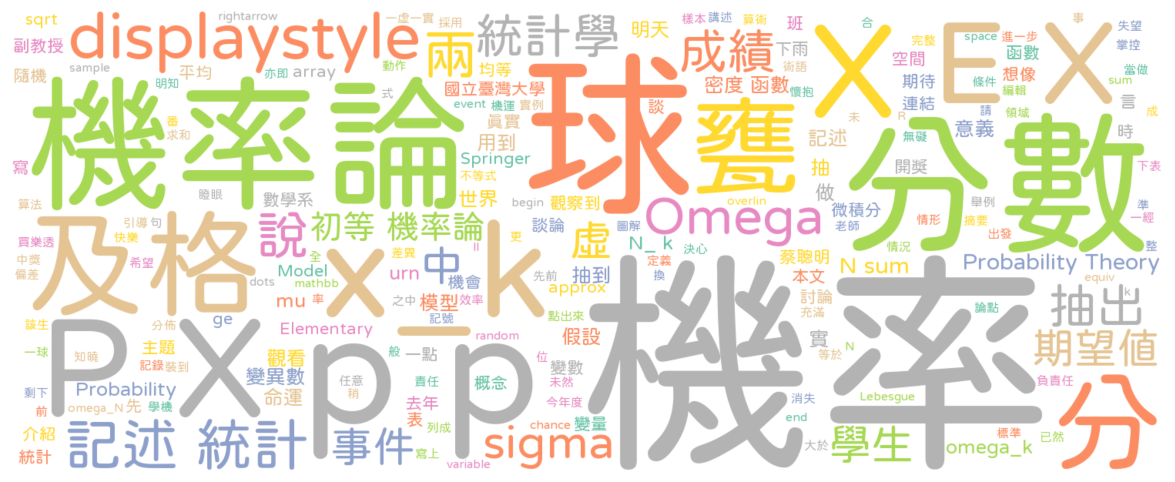 sqrt
rightarrow
一虛一實
採用
樣本
講述
算術
合
事
失望
副教授
displaystyle
兩
統計學
明天
班
完整
space
進一步
掌控
隨機
平均
sample
亦即
array
動作
均等
成績
下雨
術語
空間
X
E X
函數
條件
想像
當做
明知
式
國立臺灣大學
密度 函數
懷抱
期待
編輯
sum
番
求和
event
機運
實例
談
連結
R
請
領域
言
成
機率論
球
甕
未
無礙
意義
寫
真實
用到
記述
時
Springer
不等式
抽
開獎
分數
下表
瞪眼
數學系
世界
觀察到
做
算法
begin
overlin
微積分
老師
情形
舉例
摘要
準
一經
引導
句
及格
說
初等 機率論
談論
Omega
買樂透
快樂
差異
II
更
圖解
N_ k
決心
情況
出發
整
中獎
希望
全
虛
定義
蔡聰明
偏差
Model
中
urn
機會
先前
抽到
換
本文
N sum
Probability Theory
dots
mathbb
x_k
approx
equiv
k
mu
率
之中
模型
效率
點出來
討論
充滿
論點
抽出
該生
分佈
ge
Elementary
記號
random
假設
實
一球
知曉
主題
P X
p_p
機率
等於
N
期望值
記錄
裝到
觀看
般
一點
位
變數
剩下
Probability
變異數
任意
稍
責任
概念
未然
Lebesgue
負責任
前
omega_N
先
學機
命運
去年
今年度
消失
表
列成
chance
變量
end
標準
已然
分
介紹
記述 統計
事件
寫上
sigma
大於
學生
omega_k
統計
variable